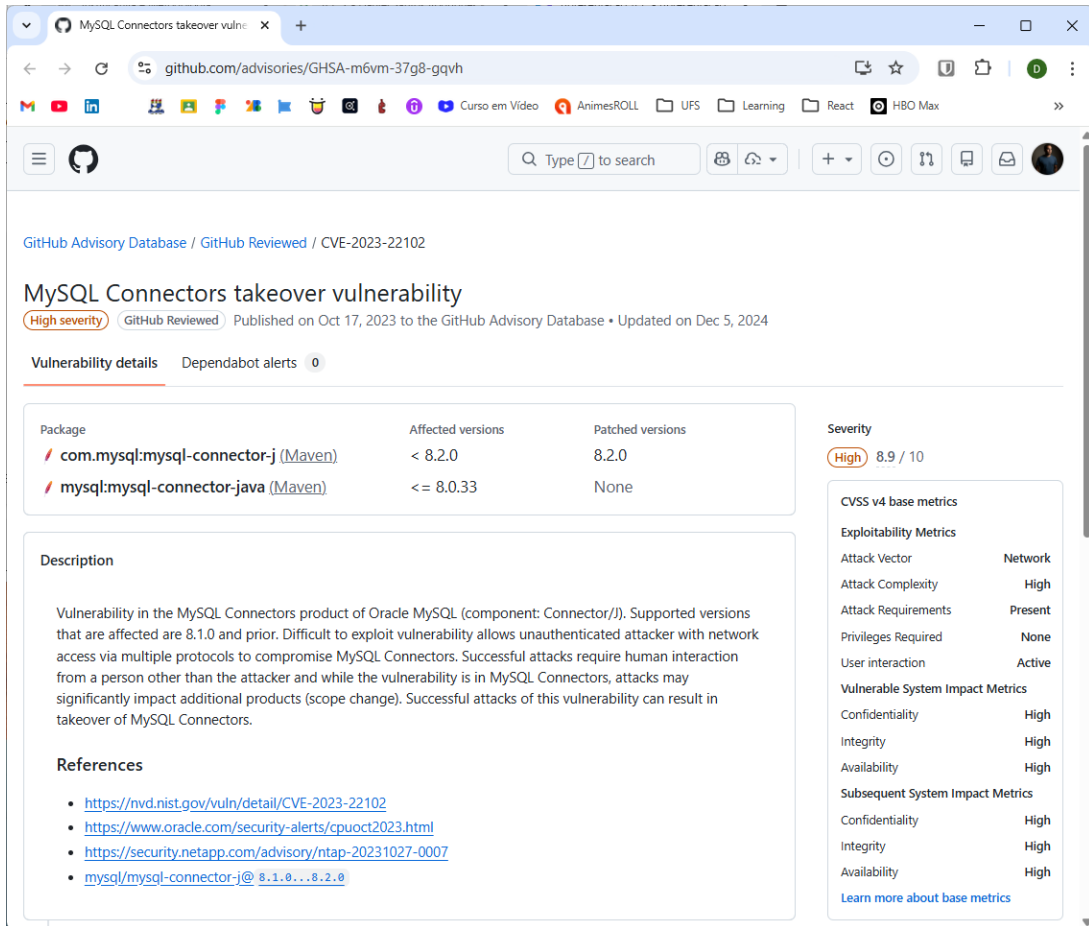 MySQL Connectors takeover vulne
github.com/advisories/GHSA-m6vm-37g8-gqvh
D
Curso em Vídeo
AnimesROLL
UFS
Learning
React
HBO Max
Type / to search
GitHub Advisory Database / GitHub Reviewed / CVE-2023-22102
MySQL Connectors takeover vulnerability
High severity GitHub Reviewed Published on Oct 17, 2023 to the GitHub Advisory Database • Updated on Dec 5, 2024
Vulnerability details Dependabot alerts 0
Package Affected versions Patched versions
com.mysql:mysql-connector-j (Maven) < 8.2.0 8.2.0
mysql:mysql-connector-java (Maven) <= 8.0.33 None
Description
Vulnerability in the MySQL Connectors product of Oracle MySQL (component: Connector/J). Supported versions
that are affected are 8.1.0 and prior. Difficult to exploit vulnerability allows unauthenticated attacker with network
access via multiple protocols to compromise MySQL Connectors. Successful attacks require human interaction
from a person other than the attacker and while the vulnerability is in MySQL Connectors, attacks may
significantly impact additional products (scope change). Successful attacks of this vulnerability can result in
takeover of MySQL Connectors.
References
• https://nvd.nist.gov/vuln/detail/CVE-2023-22102
• https://www.oracle.com/security-alerts/cpuoct2023.html
• https://security.netapp.com/advisory/ntap-20231027-0007
• mysql/mysql-connector-j@ 8.1.0...8.2.0
Severity
High 8.9 / 10
CVSS v4 base metrics
Exploitability Metrics
Attack Vector Network
Attack Complexity High
Attack Requirements Present
Privileges Required None
User interaction Active
Vulnerable System Impact Metrics
Confidentiality High
Integrity High
Availability High
Subsequent System Impact Metrics
Confidentiality High
Integrity High
Availability High
Learn more about base metrics